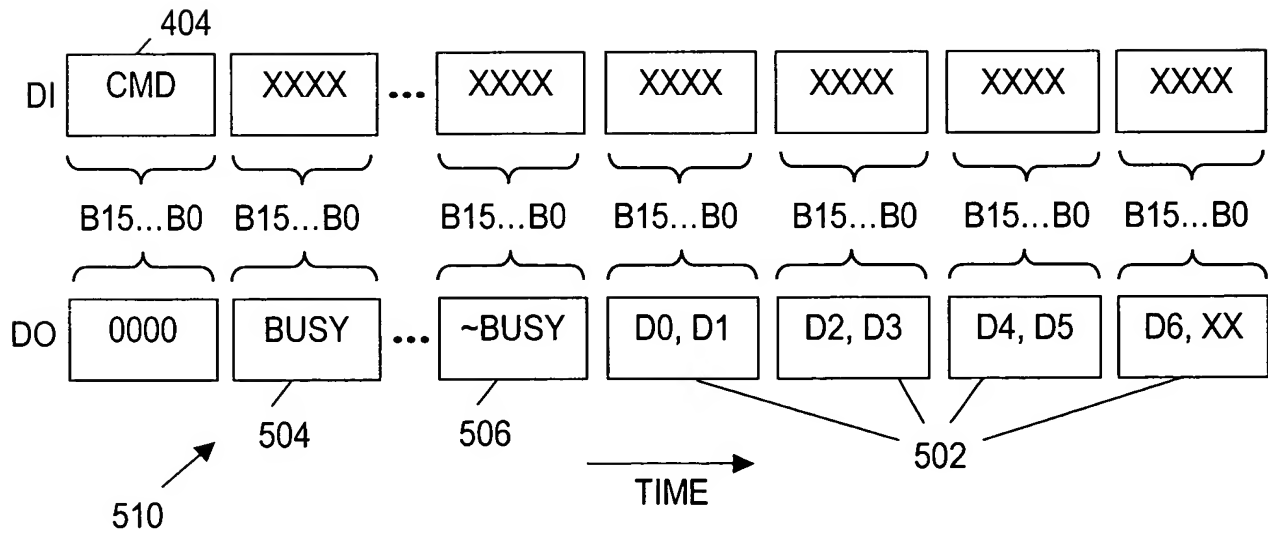 404
DI CMD XXXX ... XXXX XXXX XXXX XXXX XXXX
B15...B0 B15...B0 B15...B0 B15...B0 B15...B0 B15...B0 B15...B0
DO 0000 BUSY ... ~BUSY D0, D1 D2, D3 D4, D5 D6, XX
504 506 502
TIME
510